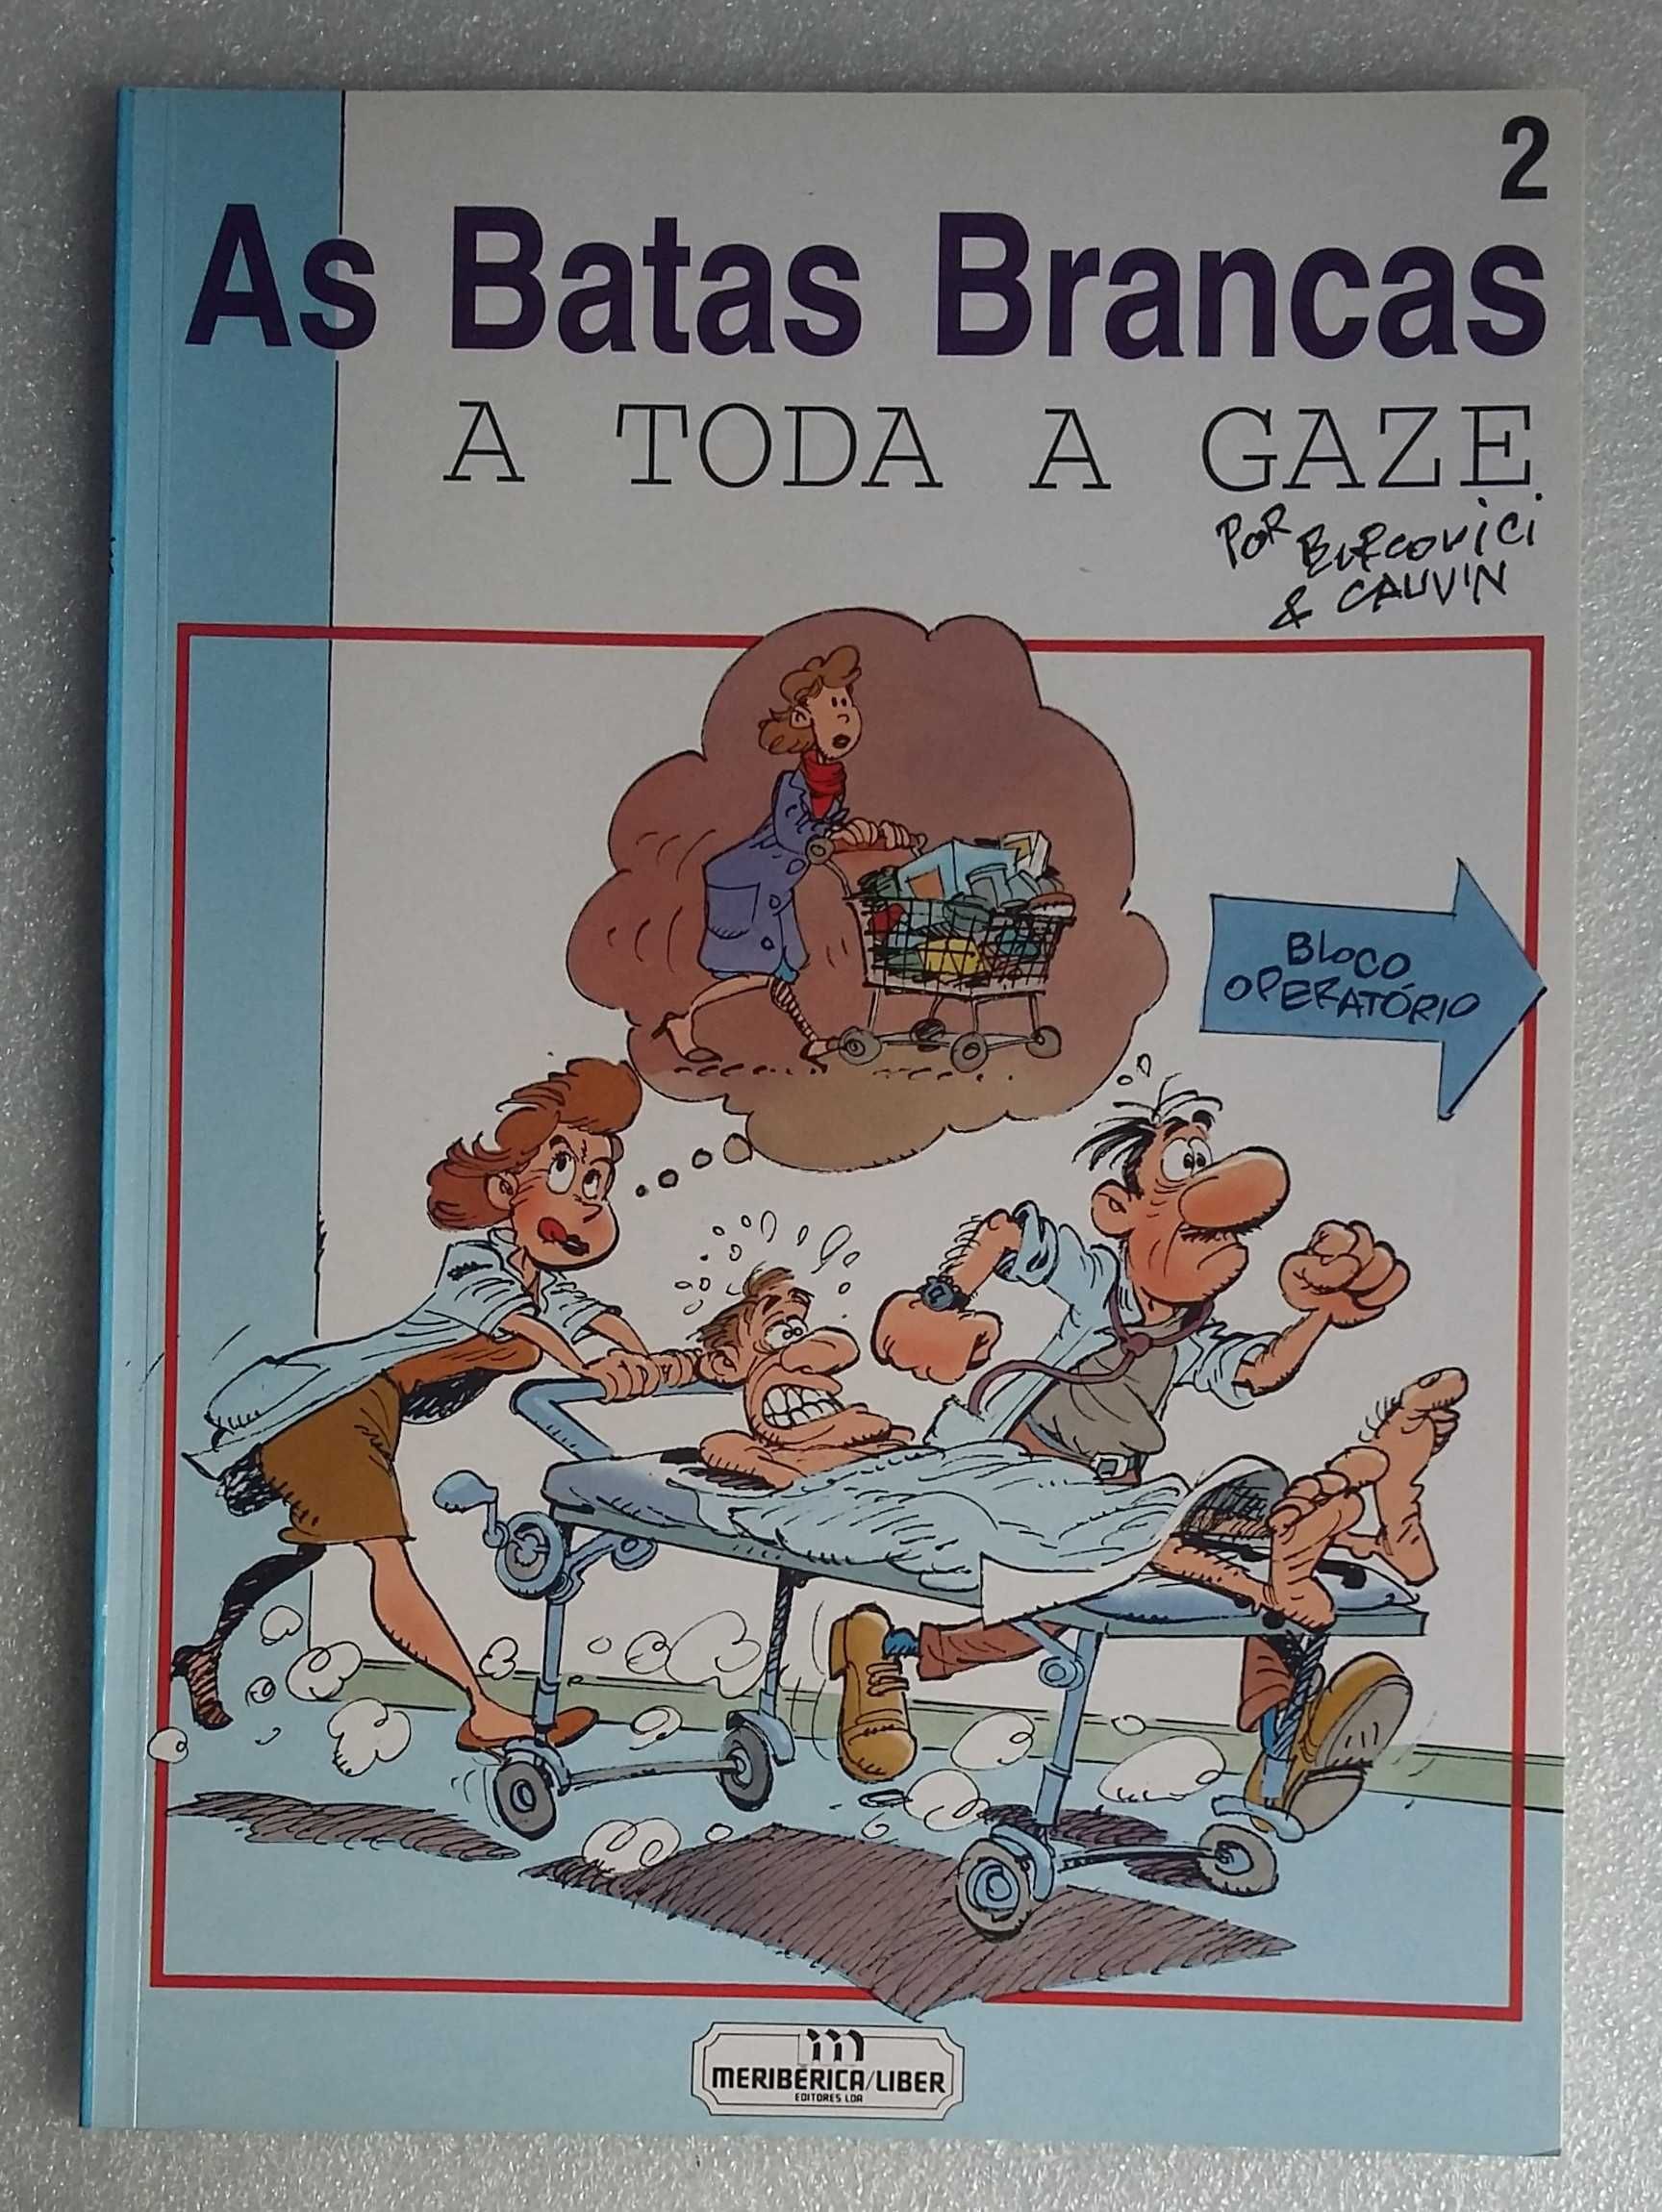 2
As Batas Brancas
A TODA A GAZE
POR BERCOVICI
& CAUVIN
BLOCO
OPERATÓRIO
m
MERIBÉRICA/LIBER
EDITORES LDA